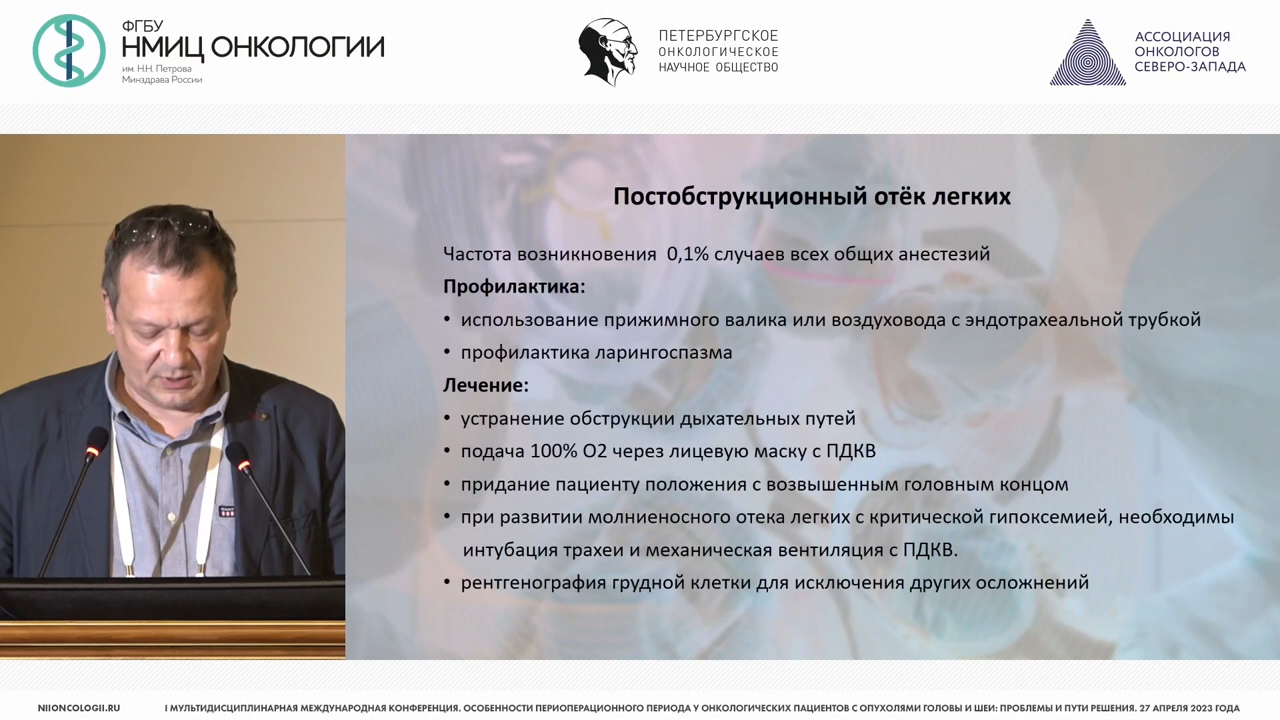 ФГБУ
НМИЦ ОНКОЛОГИИ
им. Н.Н. Петрова
Минздрава России
ПЕТЕРБУРГСКОЕ
ОНКОЛОГИЧЕСКОЕ
НАУЧНОЕ ОБЩЕСТВО
АССОЦИАЦИЯ
ОНКОЛОГОВ
СЕВЕРО-ЗАПАДА
Постобструкционный отёк легких
Частота возникновения 0,1% случаев всех общих анестезий
Профилактика:
• использование прижимного валика или воздуховода с эндотрахеальной трубкой
• профилактика ларингоспазма
Лечение:
• устранение обструкции дыхательных путей
• подача 100% О2 через лицевую маску с ПДКВ
• придание пациенту положения с возвышенным головным концом
• при развитии молниеносного отека легких с критической гипоксемией, необходимы
интубация трахеи и механическая вентиляция с ПДКВ.
• рентгенография грудной клетки для исключения других осложнений
NIIONCOLOGII.RU
I МУЛЬТИДИСЦИПЛИНАРНАЯ МЕЖДУНАРОДНАЯ КОНФЕРЕНЦИЯ. ОСОБЕННОСТИ ПЕРИОПЕРАЦИОННОГО ПЕРИОДА У ОНКОЛОГИЧЕСКИХ ПАЦИЕНТОВ С ОПУХОЛЯМИ ГОЛОВЫ И ШЕИ: ПРОБЛЕМЫ И ПУТИ РЕШЕНИЯ. 27 АПРЕЛЯ 2023 ГОДА